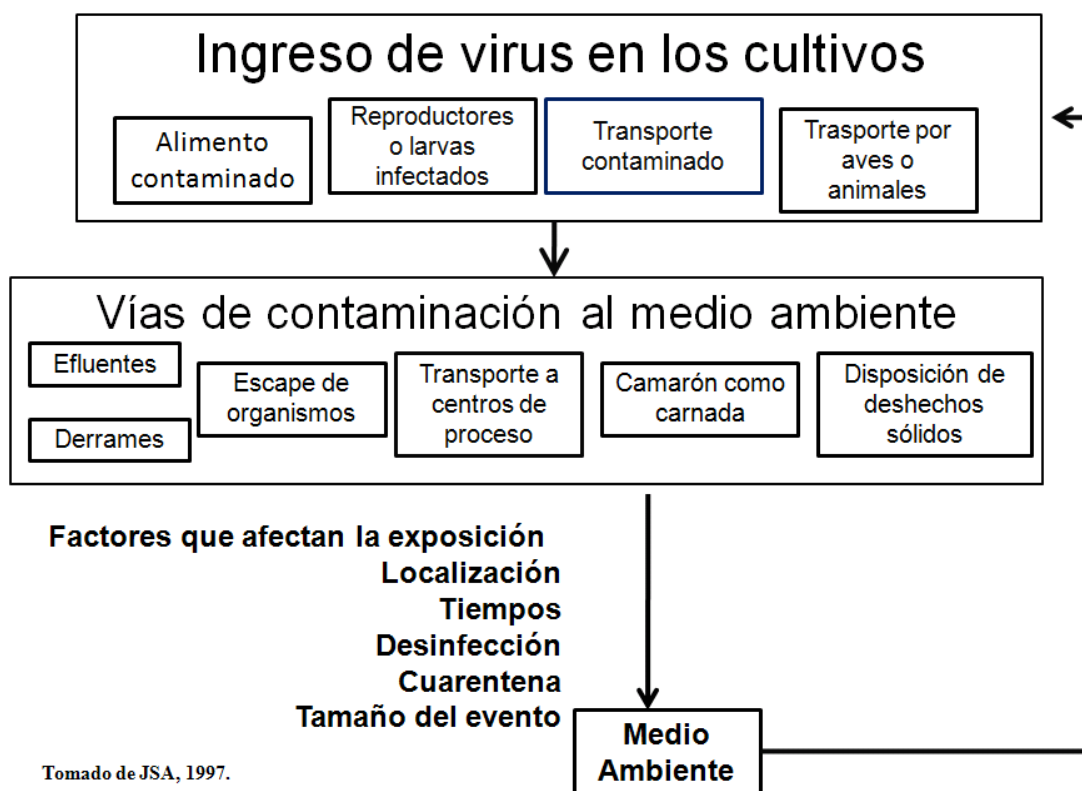 Ingreso de virus en los cultivos
Alimento
contaminado
Reproductores
o larvas
infectados
Transporte
contaminado
Trasporte por
aves o
animales
Vías de contaminación al medio ambiente
Efluentes
Derrames
Escape de
organismos
Transporte a
centros de
proceso
Camarón como
carnada
Disposición de
deshechos
sólidos
Factores que afectan la exposición
Localización
Tiempos
Desinfección
Cuarentena
Tamaño del evento
Medio
Ambiente
Tomado de JSA, 1997.